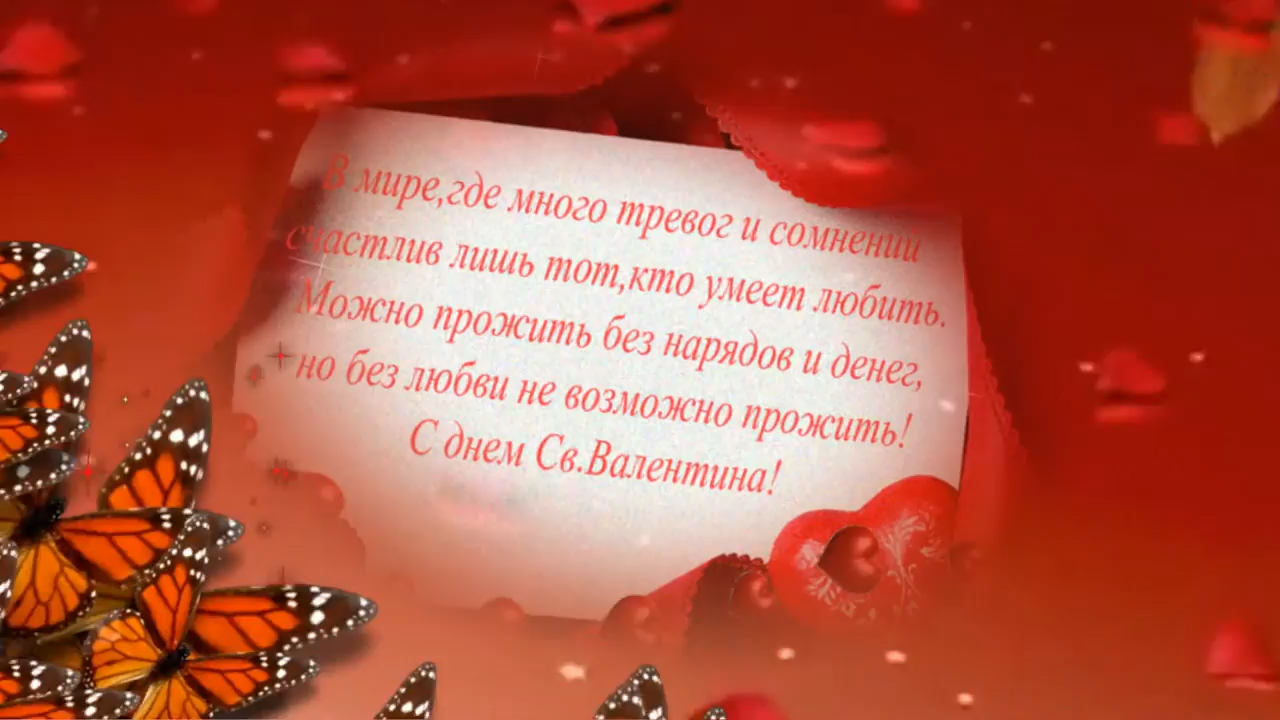 В мире,где много тревог и сомнений
счастлив лишь тот,кто умеет любить.
Можно прожить без нарядов и денег,
но без любви не возможно прожить!
С днем Св.Валентина!